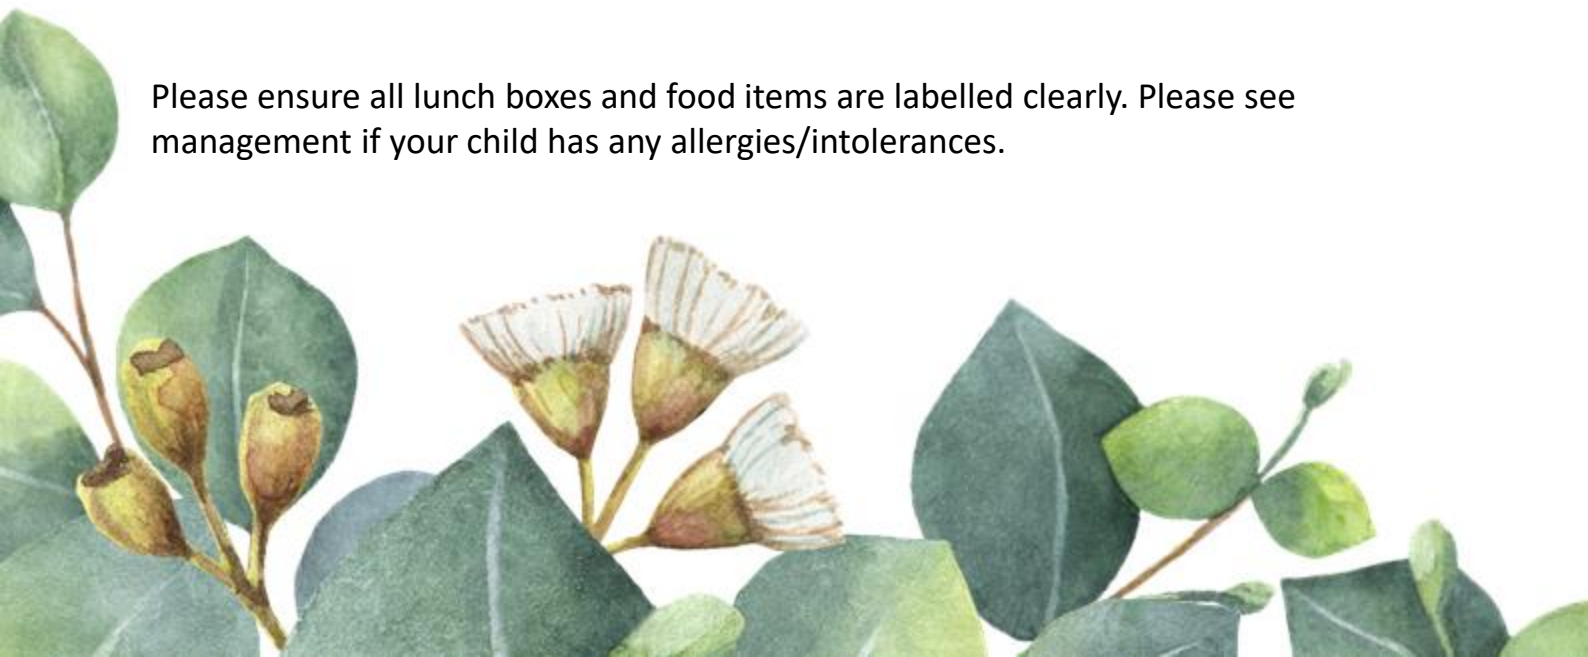 Please ensure all lunch boxes and food items are labelled clearly. Please see
management if your child has any allergies/intolerances.